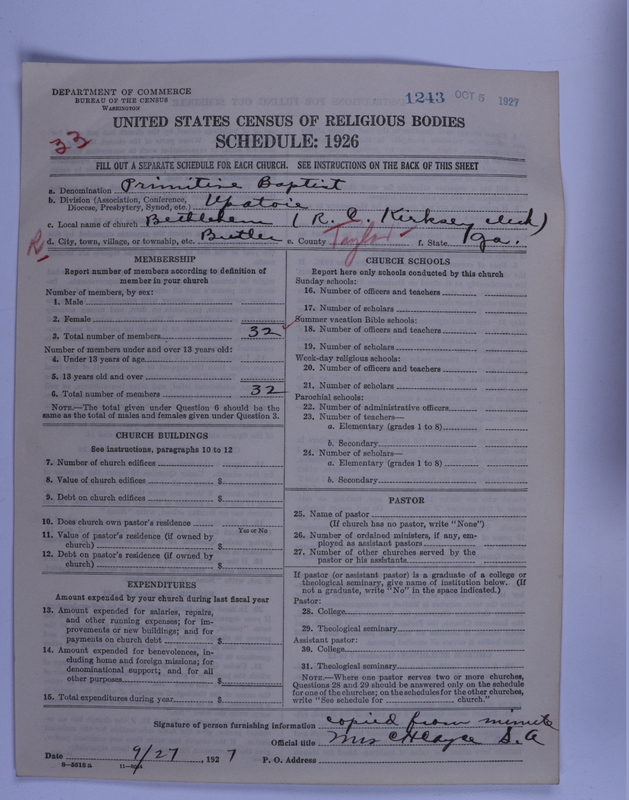 DEPARTMENT OF COMMERCE
BUREAU OF THE CENSUS
WASHINGTON
1243 OCT 5 1927
UNITED STATES CENSUS OF RELIGIOUS BODIES
33
SCHEDULE: 1926
FILL OUT A SEPARATE SCHEDULE FOR EACH CHURCH. SEE INSTRUCTIONS ON THE BACK OF THIS SHEET
a. Denomination Primitive Baptist
b. Division (Association, Conference, Diocese, Presbytery, Synod, etc.) Upatoie
c. Local name of church Bethlehem (R. C. Kirksey clerk)
R d. City, town, village, or township, etc. Butler e. County Taylor f. State Ga.
MEMBERSHIP
Report number of members according to definition of
member in your church
Number of members, by sex:
1. Male
2. Female
3. Total number of members 32
Number of members under and over 13 years old:
4. Under 13 years of age
5. 13 years old and over
6. Total number of members 32
NOTE.—The total given under Question 6 should be the
same as the total of males and females given under Question 3.
CHURCH BUILDINGS
See instructions, paragraphs 10 to 12
7. Number of church edifices
8. Value of church edifices $
9. Debt on church edifices $
10. Does church own pastor's residence
Yes or No
11. Value of pastor's residence (if owned by
church) $
12. Debt on pastor's residence (if owned by
church) $
EXPENDITURES
Amount expended by your church during last fiscal year
13. Amount expended for salaries, repairs,
and other running expenses; for im-
provements or new buildings; and for
payments on church debt $
14. Amount expended for benevolences, in-
cluding home and foreign missions; for
denominational support; and for all
other purposes $
15. Total expenditures during year $
CHURCH SCHOOLS
Report here only schools conducted by this church
Sunday schools:
16. Number of officers and teachers
17. Number of scholars
Summer vacation Bible schools:
18. Number of officers and teachers
19. Number of scholars
Week-day religious schools:
20. Number of officers and teachers
21. Number of scholars
Parochial schools:
22. Number of administrative officers
23. Number of teachers—
a. Elementary (grades 1 to 8)
b. Secondary
24. Number of scholars—
a. Elementary (grades 1 to 8)
b. Secondary
PASTOR
25. Name of pastor
(If church has no pastor, write "None")
26. Number of ordained ministers, if any, em-
ployed as assistant pastors
27. Number of other churches served by the
pastor or his assistants
If pastor (or assistant pastor) is a graduate of a college or
theological seminary, give name of institution below. (If
not a graduate, write "No" in the space indicated.)
Pastor:
28. College
29. Theological seminary
Assistant pastor:
30. College
31. Theological seminary
NOTE.—Where one pastor serves two or more churches,
Questions 28 and 29 should be answered only on the schedule
for one of the churches; on the schedules for the other churches,
write "See schedule for church."
Signature of person furnishing information copied from minute
Official title Mrs C H Cayce S. A
Date 9/27, 1927 P. O. Address